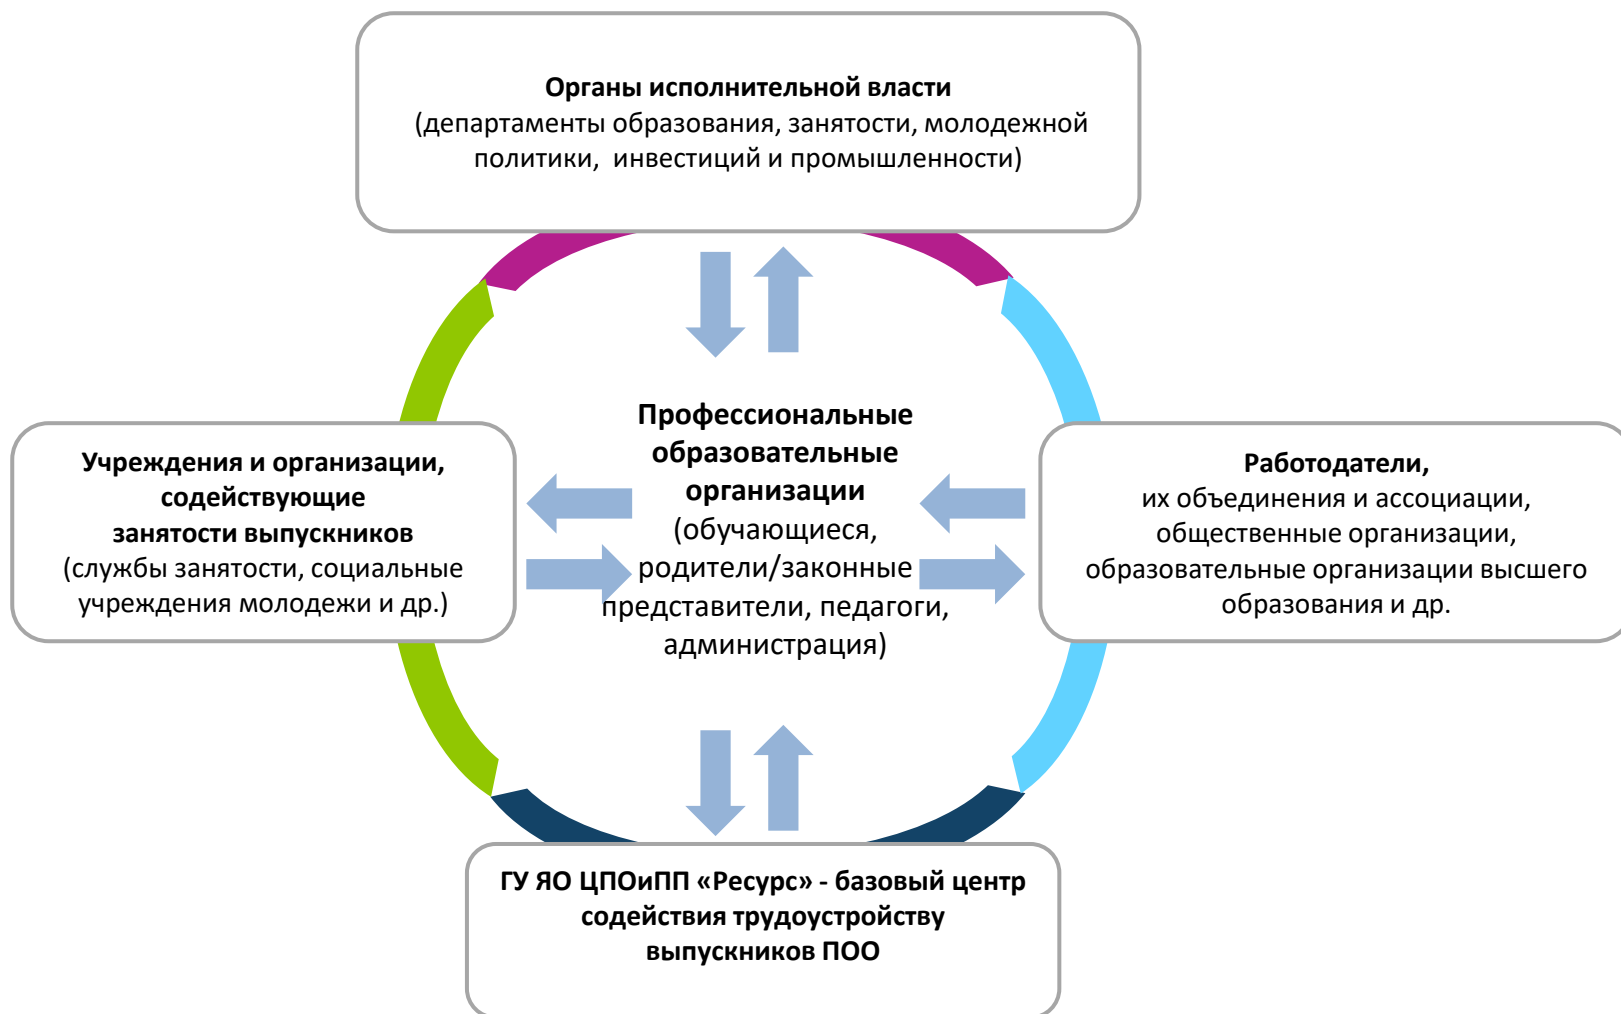 Органы исполнительной власти
(департаменты образования, занятости, молодежной
политики, инвестиций и промышленности)
Учреждения и организации,
содействующие
занятости выпускников
(службы занятости, социальные
учреждения молодежи и др.)
Профессиональные
образовательные
организации
(обучающиеся,
родители/законные
представители, педагоги,
администрация)
Работодатели,
их объединения и ассоциации,
общественные организации,
образовательные организации высшего
образования и др.
ГУ ЯО ЦПОиПП «Ресурс» - базовый центр
содействия трудоустройству
выпускников ПОО